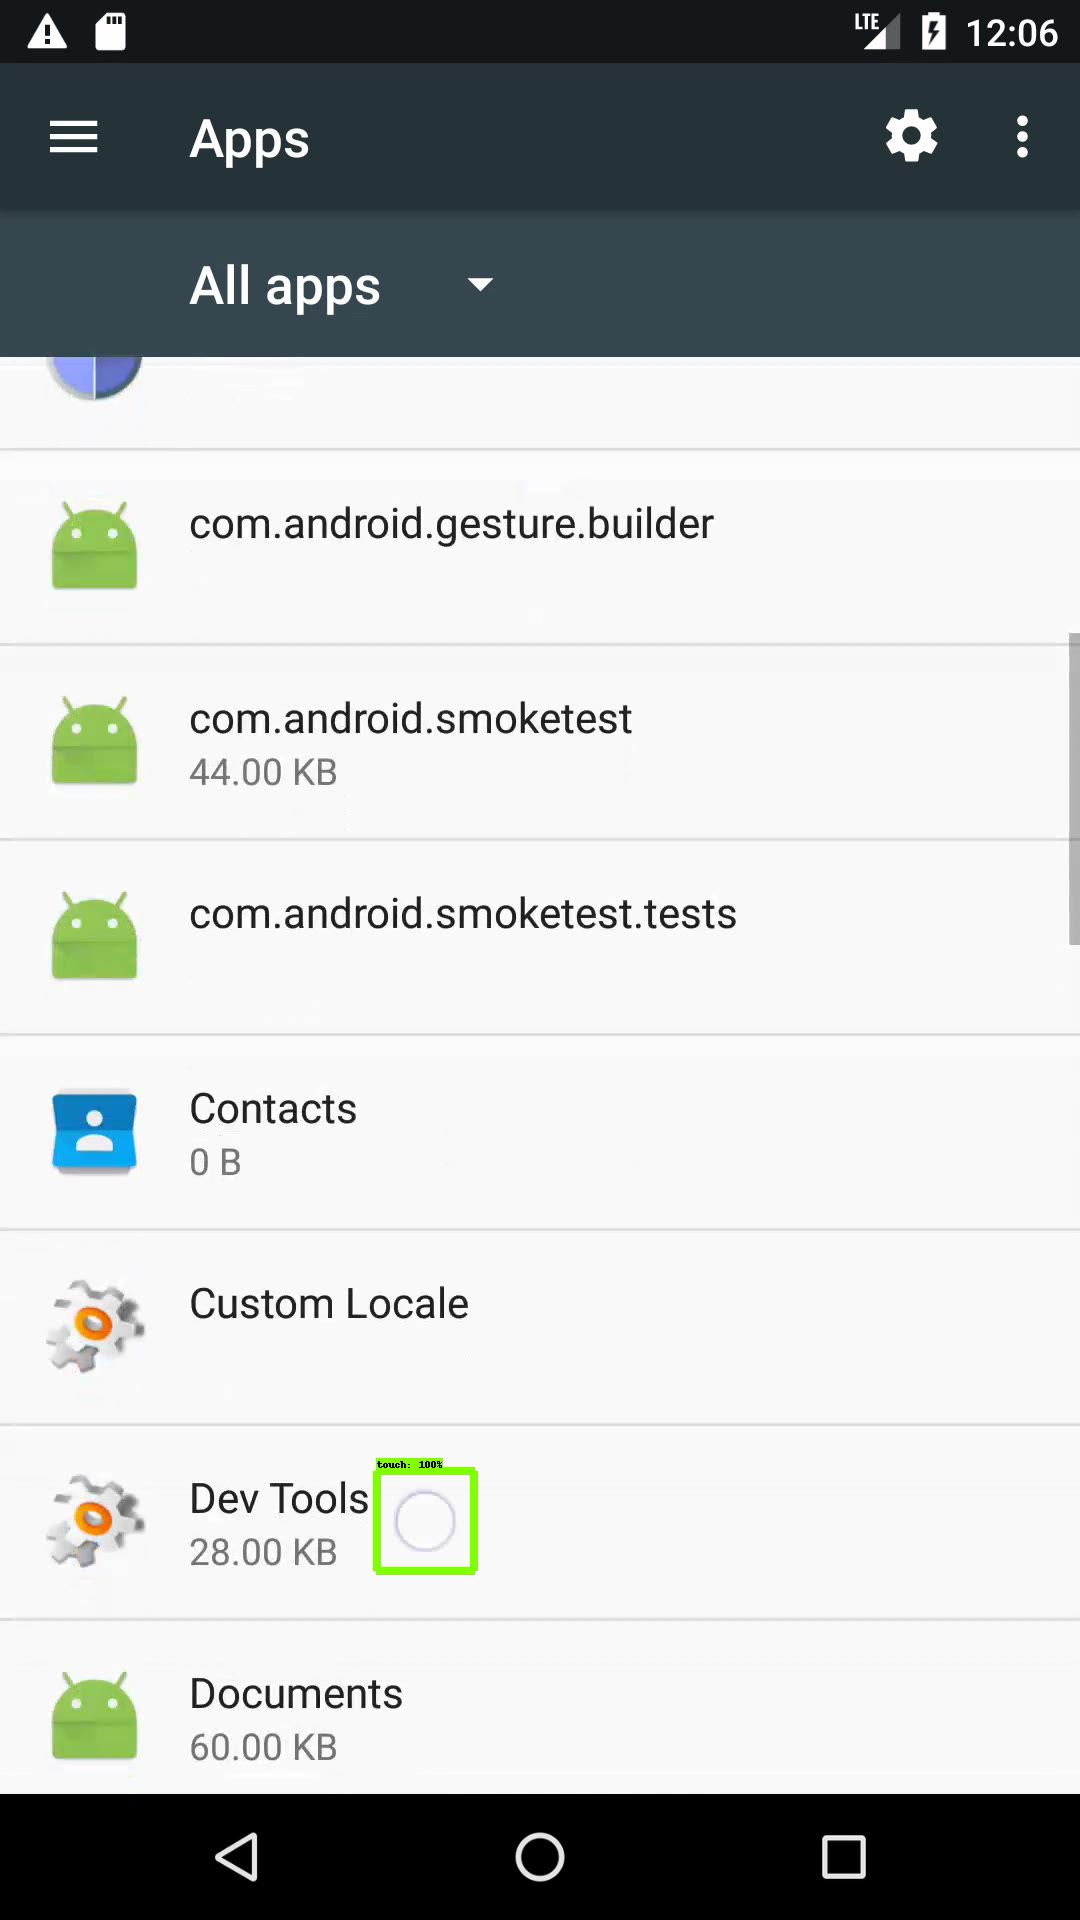 LTE 12:06
Apps
All apps
com.android.gesture.builder
com.android.smoketest
44.00 KB
com.android.smoketest.tests
Contacts
0 B
Custom Locale
touch: 100%
Dev Tools
28.00 KB
Documents
60.00 KB